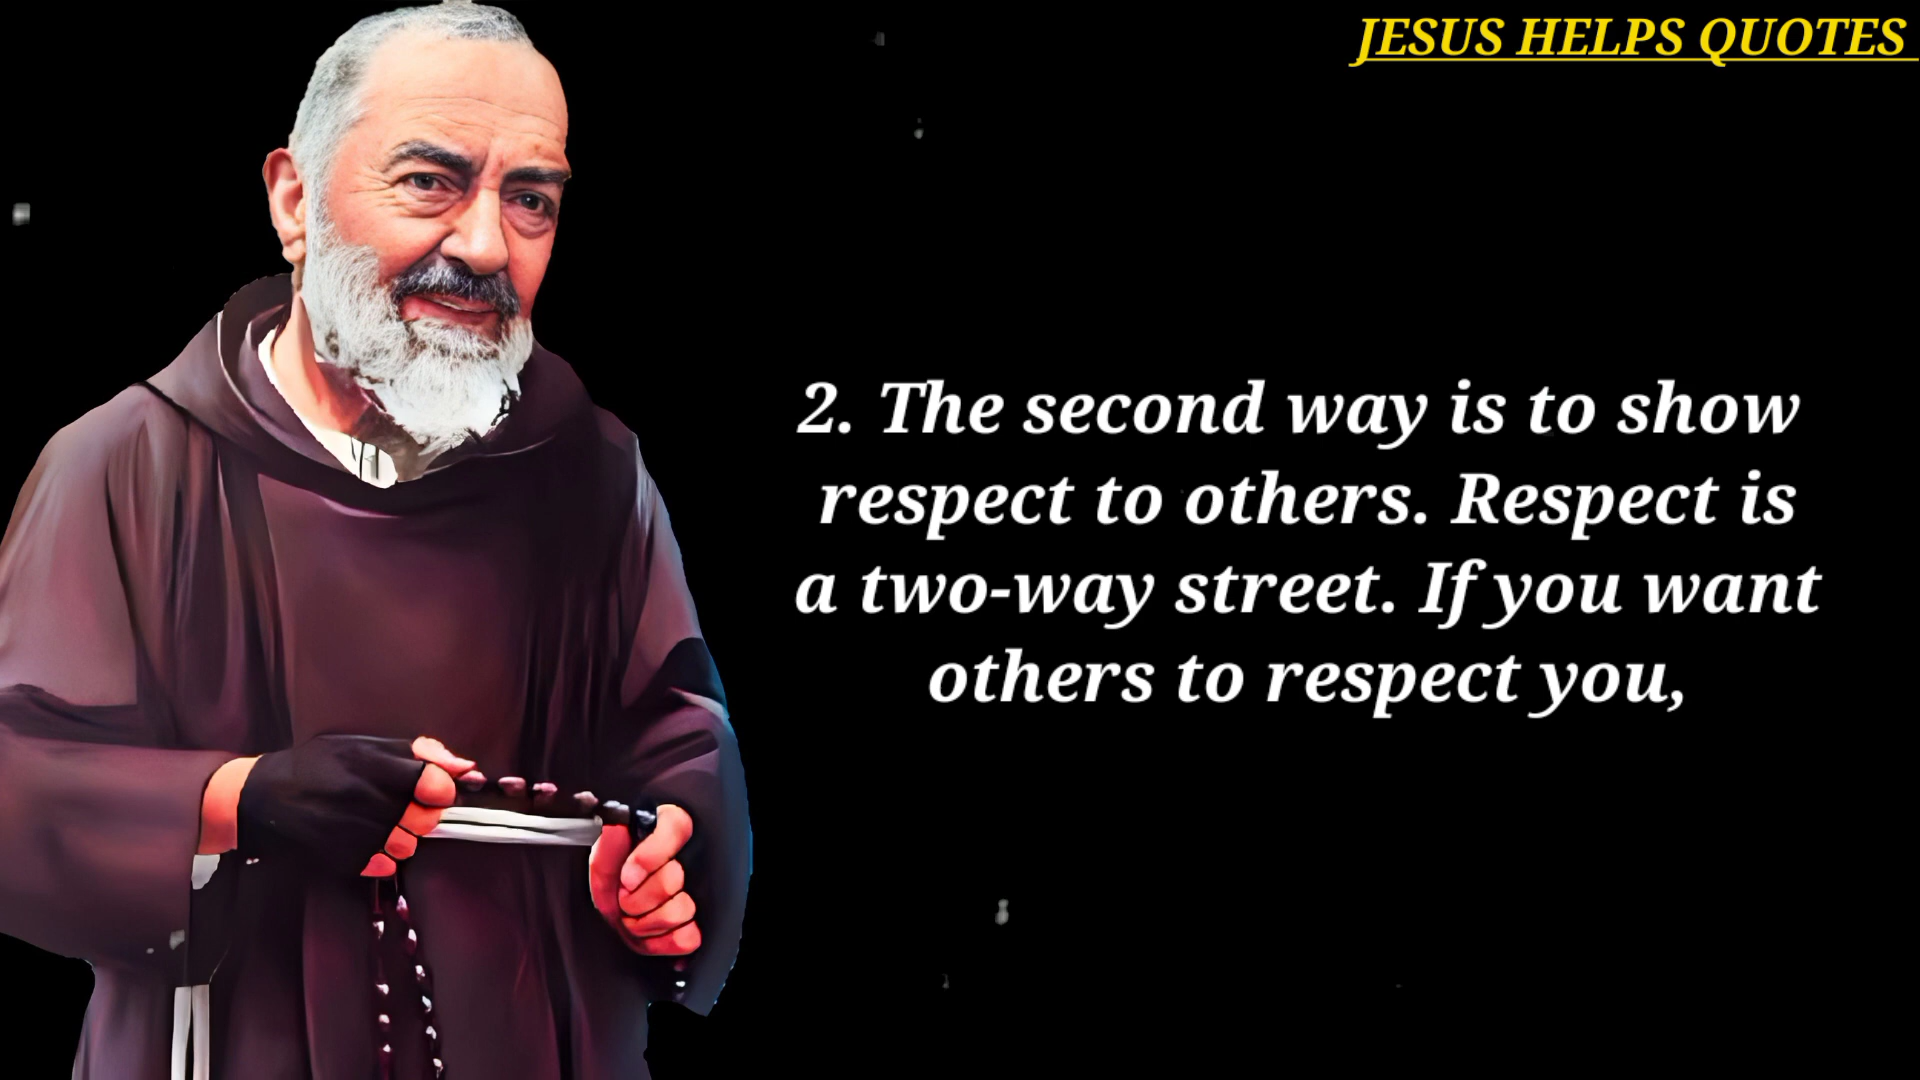 JESUS HELPS QUOTES
2. The second way is to show
respect to others. Respect is
a two-way street. If you want
others to respect you,